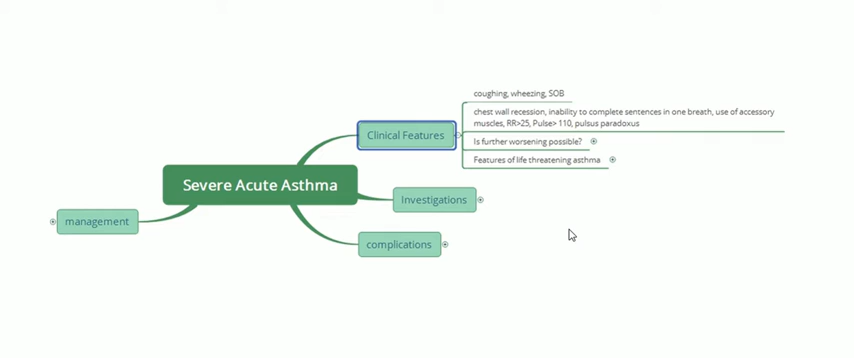 coughing, wheezing, SOB
chest wall recession, inability to complete sentences in one breath, use of accessory
muscles, RR>25, Pulse> 110, pulsus paradoxus
Clinical Features
Is further worsening possible?
Features of life threatening asthma
Severe Acute Asthma
Investigations
management
complications